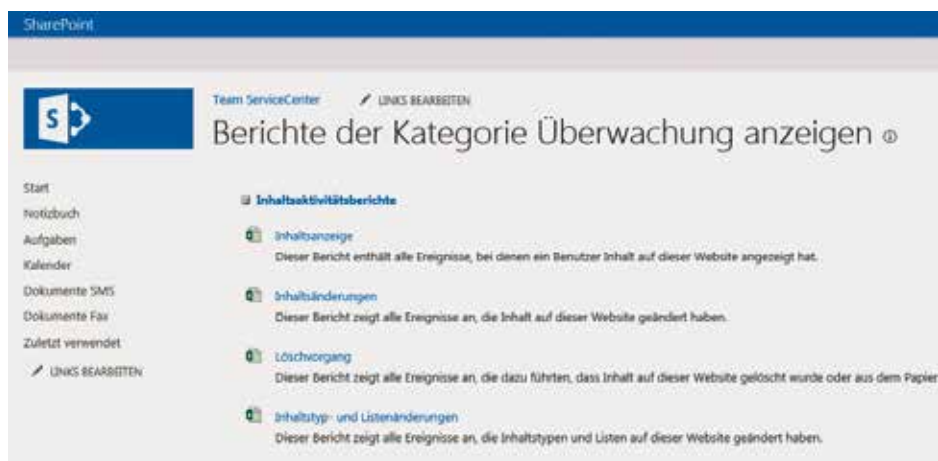 SharePoint
S
Team ServiceCenter LINKS BEARBEITEN
Berichte der Kategorie Überwachung anzeigen
Start
Notizbuch
Aufgaben
Kalender
Dokumente SMS
Dokumente Fax
Zuletzt verwendet
LINKS BEARBEITEN
Inhaltsaktivitätsberichte
Inhaltsanzeige
Dieser Bericht enthält alle Ereignisse, bei denen ein Benutzer Inhalt auf dieser Website angezeigt hat.
Inhaltsänderungen
Dieser Bericht zeigt alle Ereignisse an, die Inhalt auf dieser Website geändert haben.
Löschvorgang
Dieser Bericht zeigt alle Ereignisse an, die dazu führten, dass Inhalt auf dieser Website gelöscht wurde oder aus dem Papier
Inhaltstyp- und Listenänderungen
Dieser Bericht zeigt alle Ereignisse an, die Inhaltstypen und Listen auf dieser Website geändert haben.